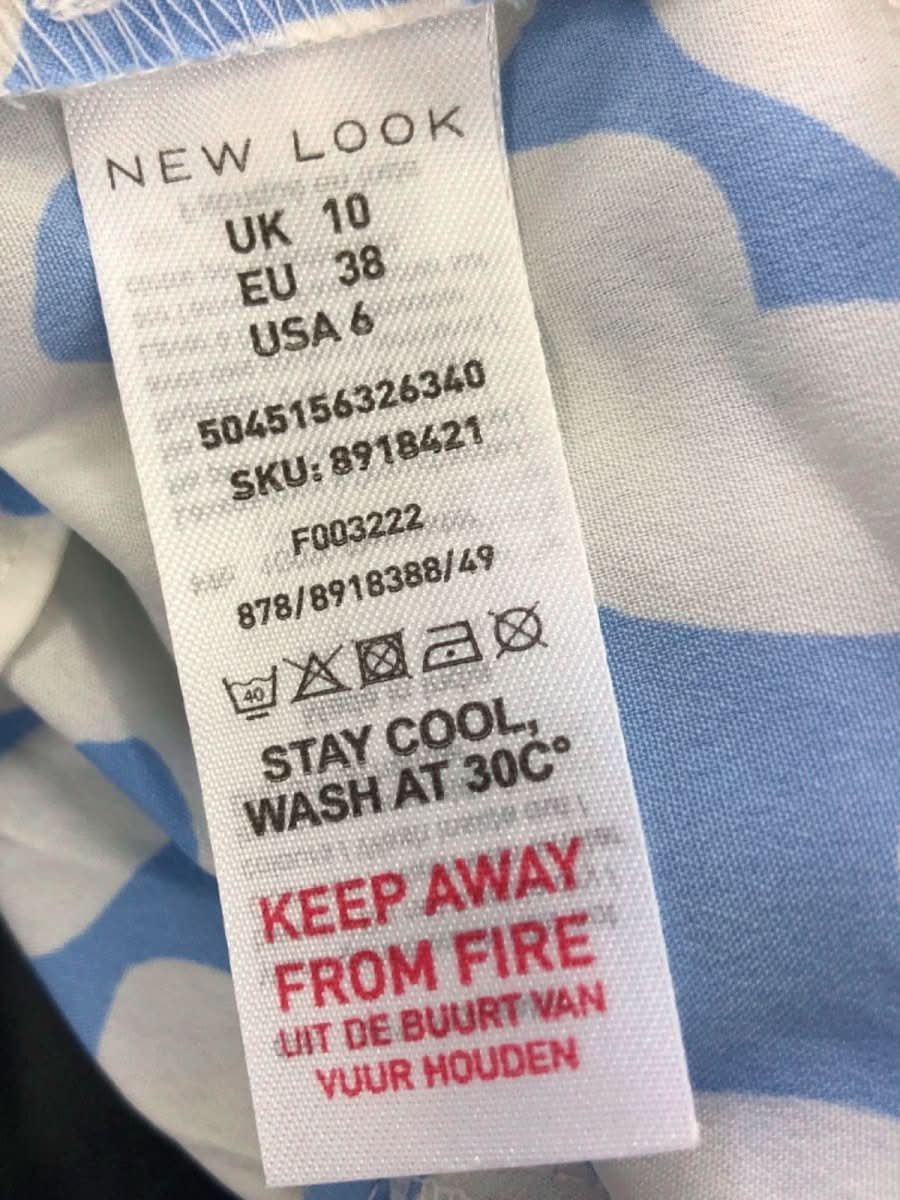 NEW LOOK
UK 10
EU 38
USA 6
5045156326340
SKU: 8918421
F003222
878/8918388/49
40
STAY COOL,
WASH AT 30C°
KEEP AWAY
FROM FIRE
UIT DE BUURT VAN
VUUR HOUDEN